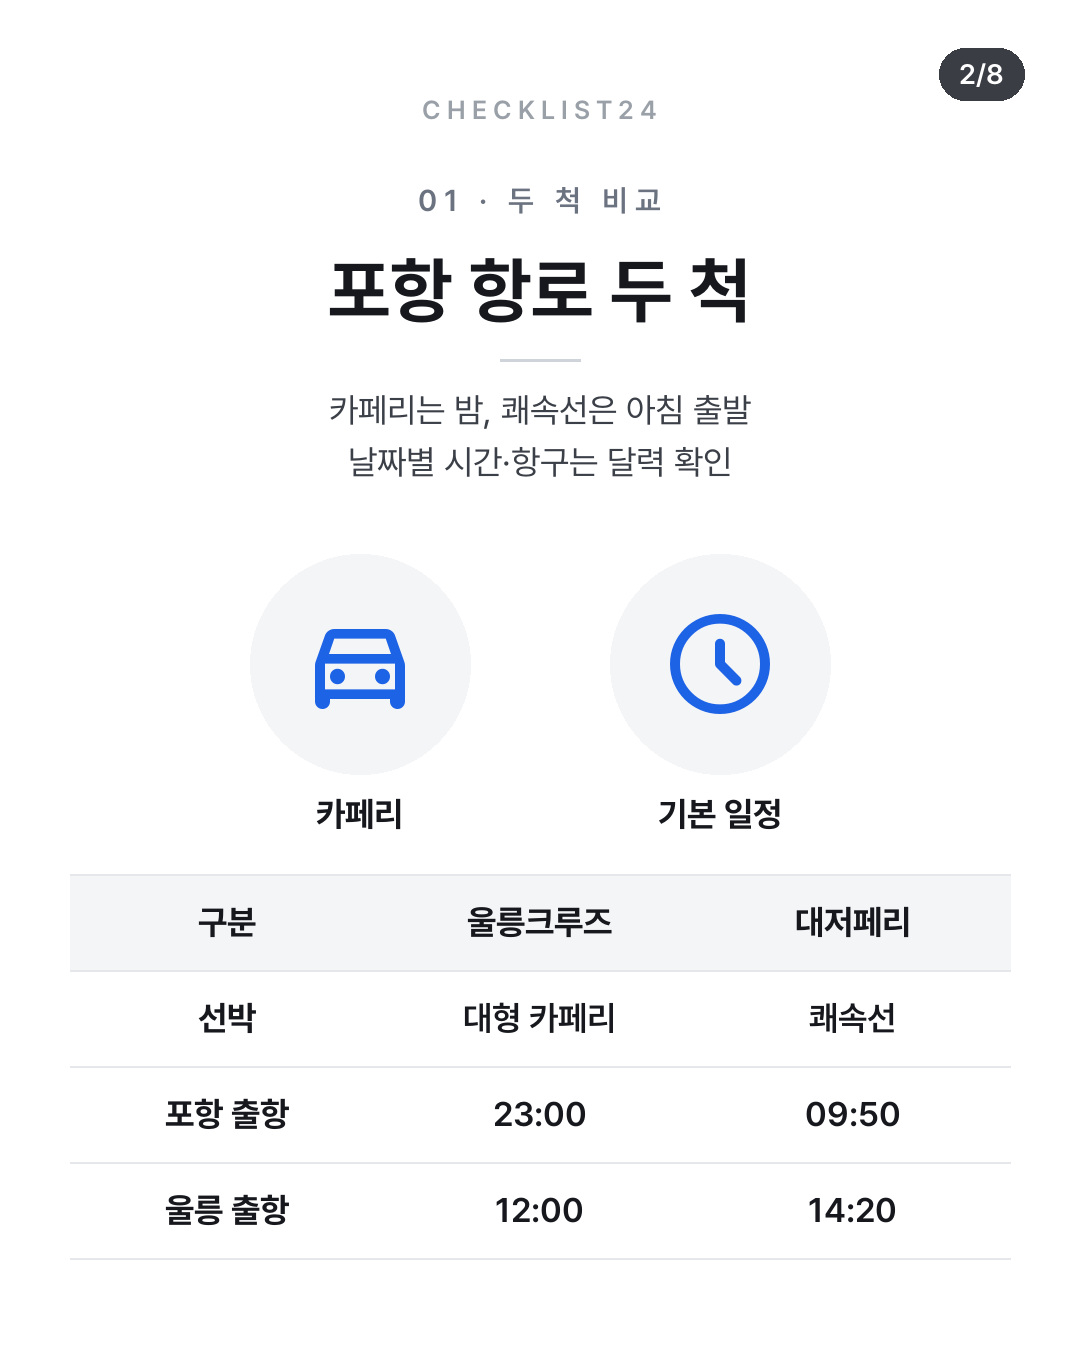 2/8
CHECKLIST24
01 · 두 척 비교
포항 항로 두 척
카페리는 밤, 쾌속선은 아침 출발
날짜별 시간·항구는 달력 확인
카페리 기본 일정
구분 울릉크루즈 대저페리
선박 대형 카페리 쾌속선
포항 출항 23:00 09:50
울릉 출항 12:00 14:20